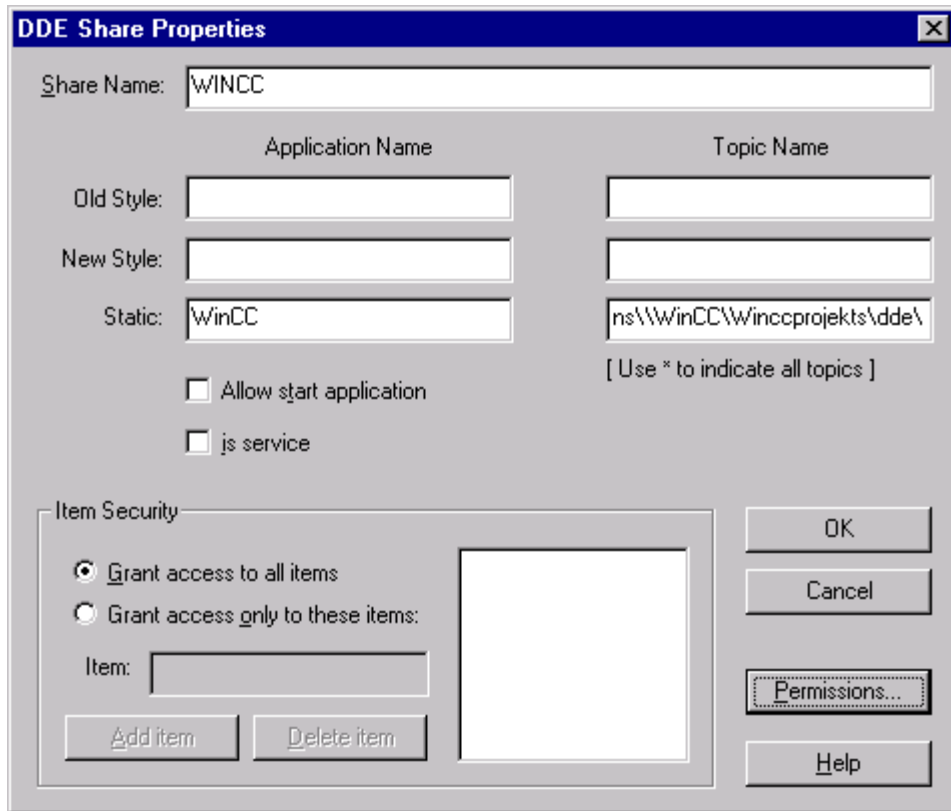 DDE Share Properties
Share Name: WINCC
Application Name Topic Name
Old Style:
New Style:
Static: WinCC ns\\WinCC\Winccprojekts\dde\
[ Use * to indicate all topics ]
Allow start application
is service
Item Security
Grant access to all items
Grant access only to these items:
Item:
Add item Delete item
OK
Cancel
Permissions...
Help